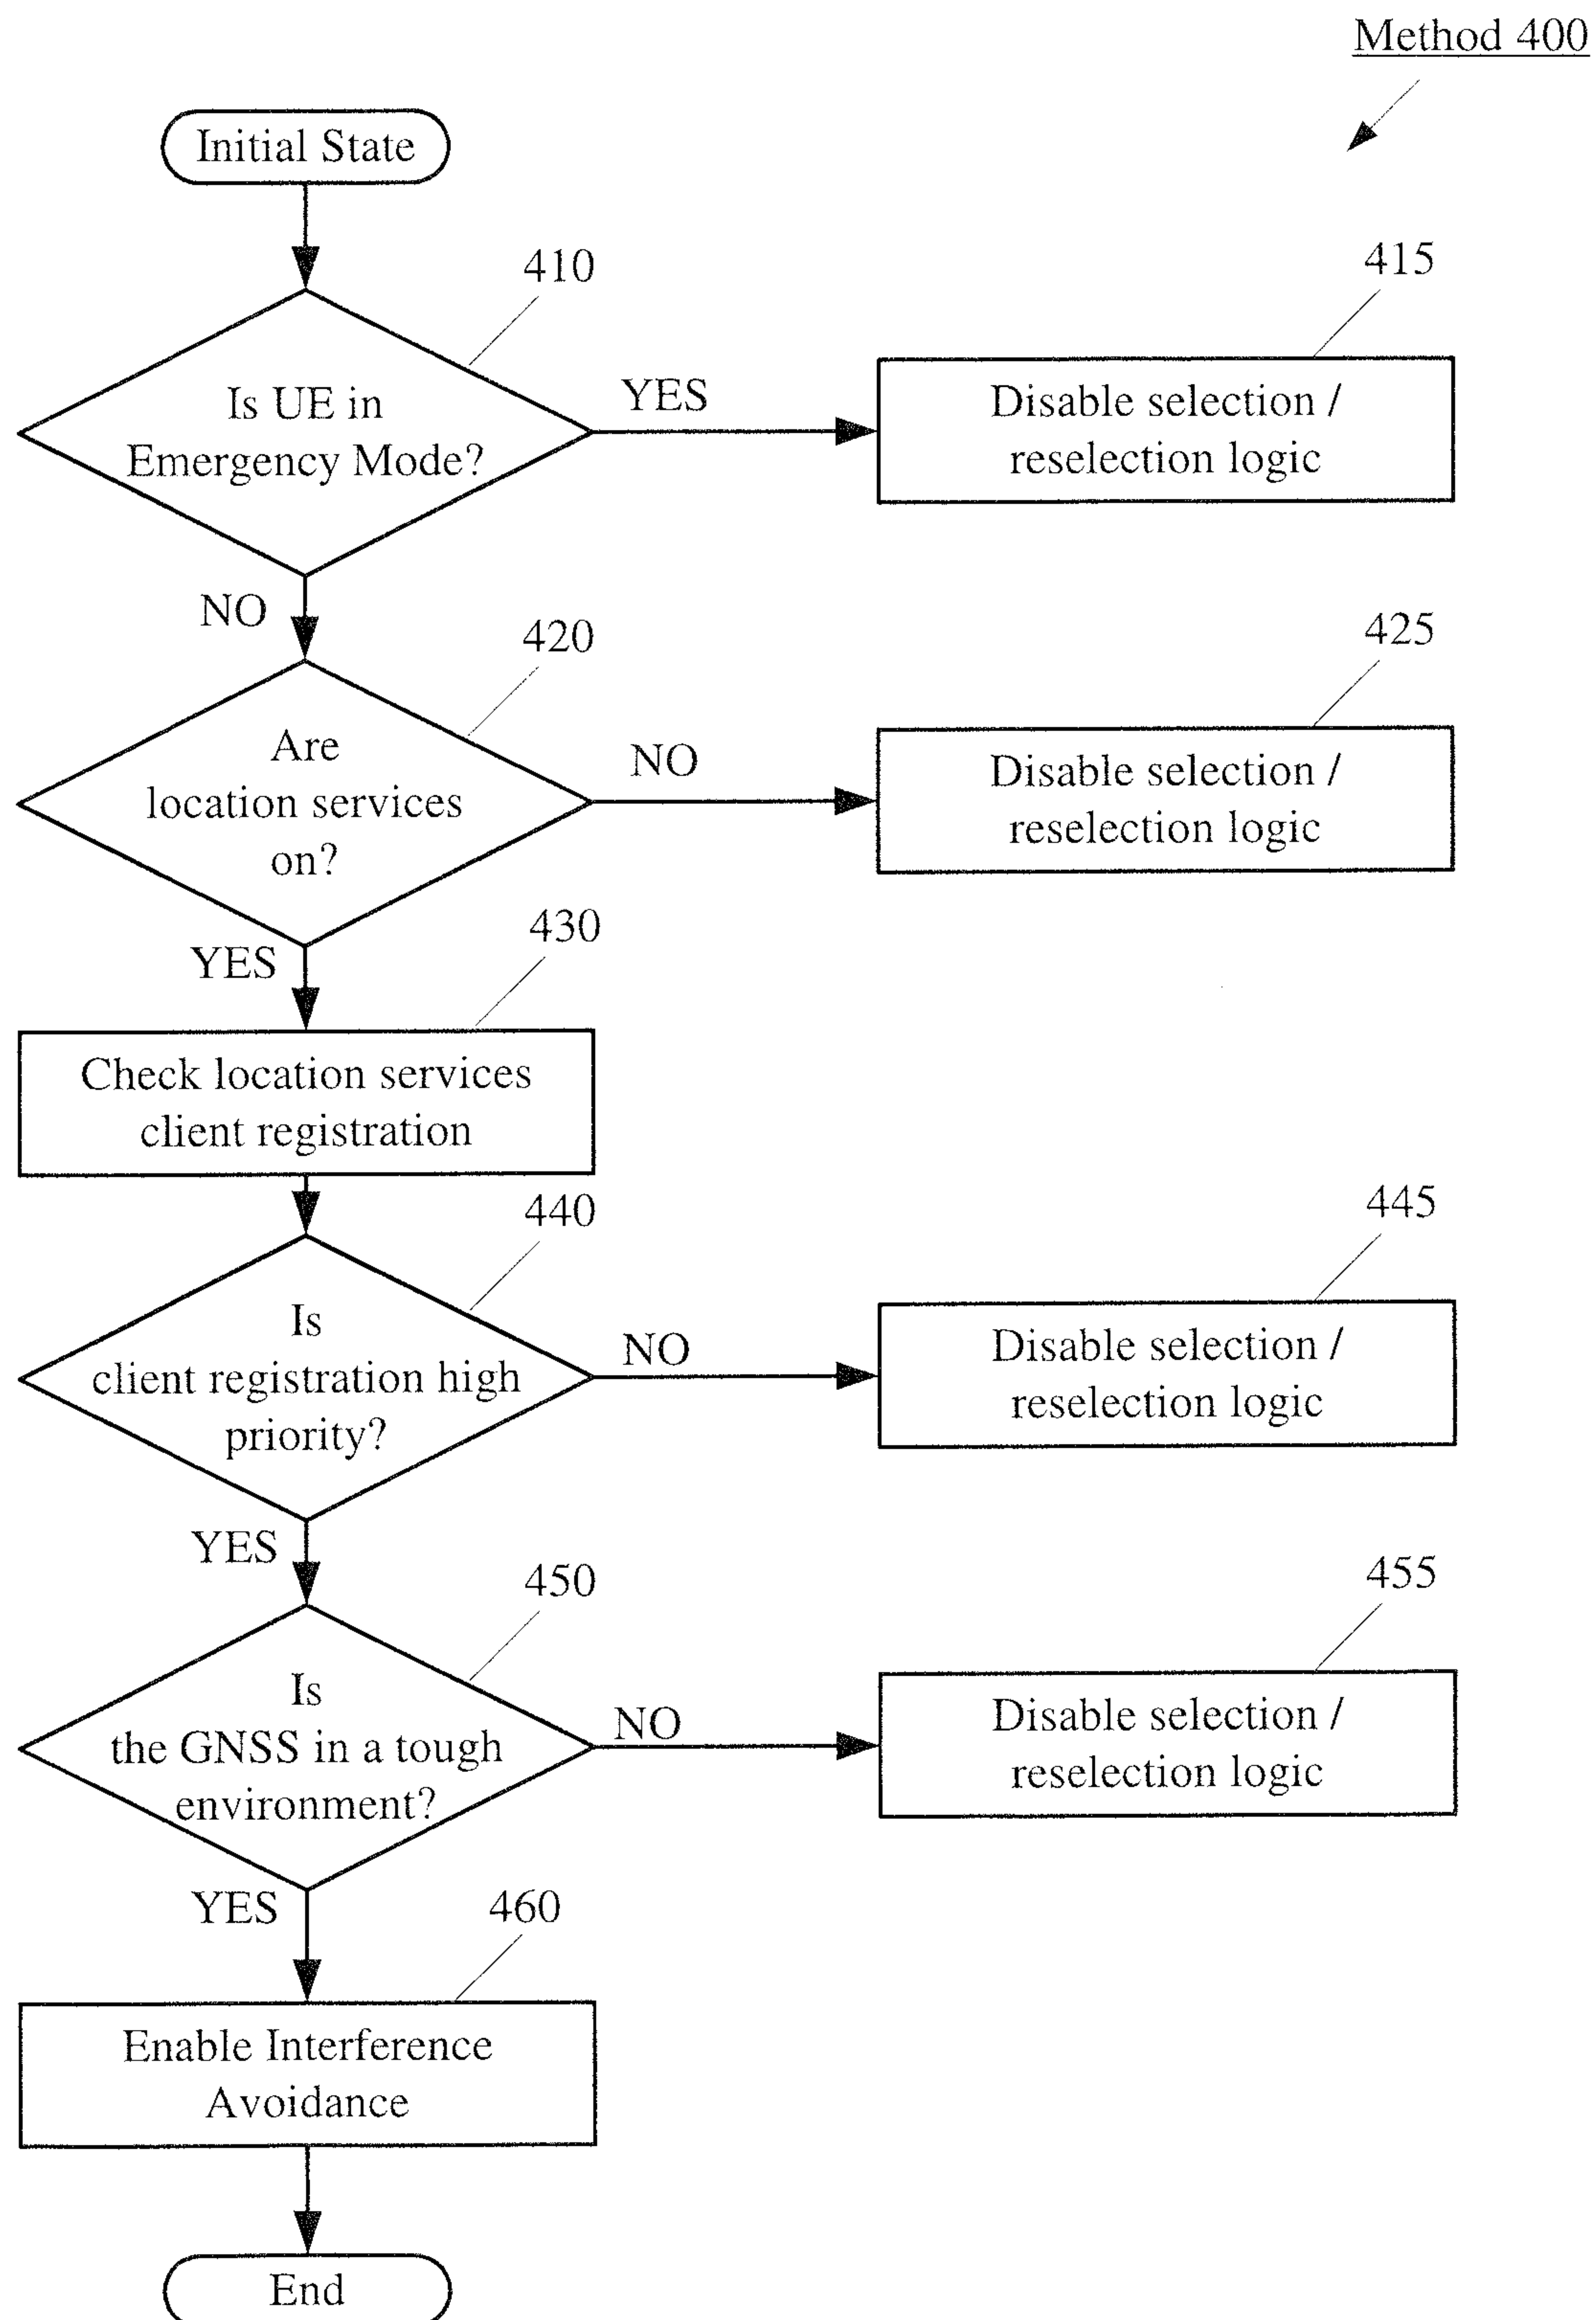 Method 400
Initial State
410
415
Is UE in
Emergency Mode?
YES
Disable selection /
reselection logic
NO
420
425
Are
location services
on?
NO
Disable selection /
reselection logic
YES
430
Check location services
client registration
440
445
Is
client registration high
priority?
NO
Disable selection /
reselection logic
YES
450
455
Is
the GNSS in a tough
environment?
NO
Disable selection /
reselection logic
YES
460
Enable Interference
Avoidance
End